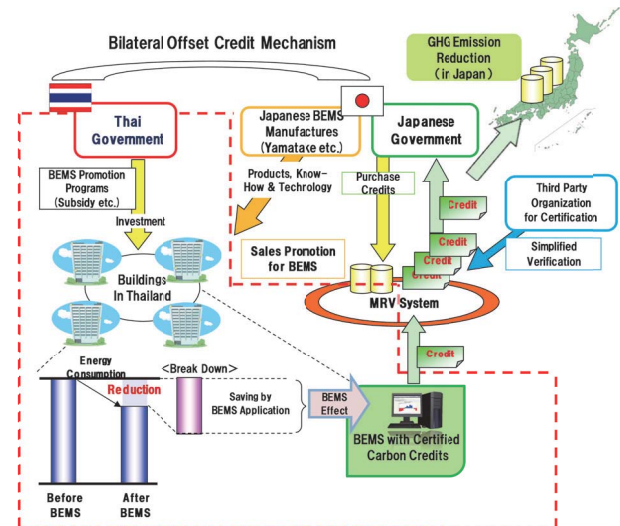 Bilateral Offset Credit Mechanism
GHG Emission
Reduction
(ir Japan)
Thai
Government
Japanese BEMS
Manufactures
(Yamatake etc.)
Japanese
Government
BEMS Promotion
Programs
(Subsidy etc.)
Investment
Products, Know-
How & Technology
Purchase
Credits
Credit
Third Party
Organization
for Certification
Simplified
Verification
Sales Promotion
for BEMS
Credit
Credit
Credit
Buildings
In Thailand
MRV System
Credit
Energy
Consumption
Reduction
<Break Down>
Saving by
BEMS Application
BEMS
Effect
BEMS with Certified
Carbon Credits
Before
BEMS
After
BEMS